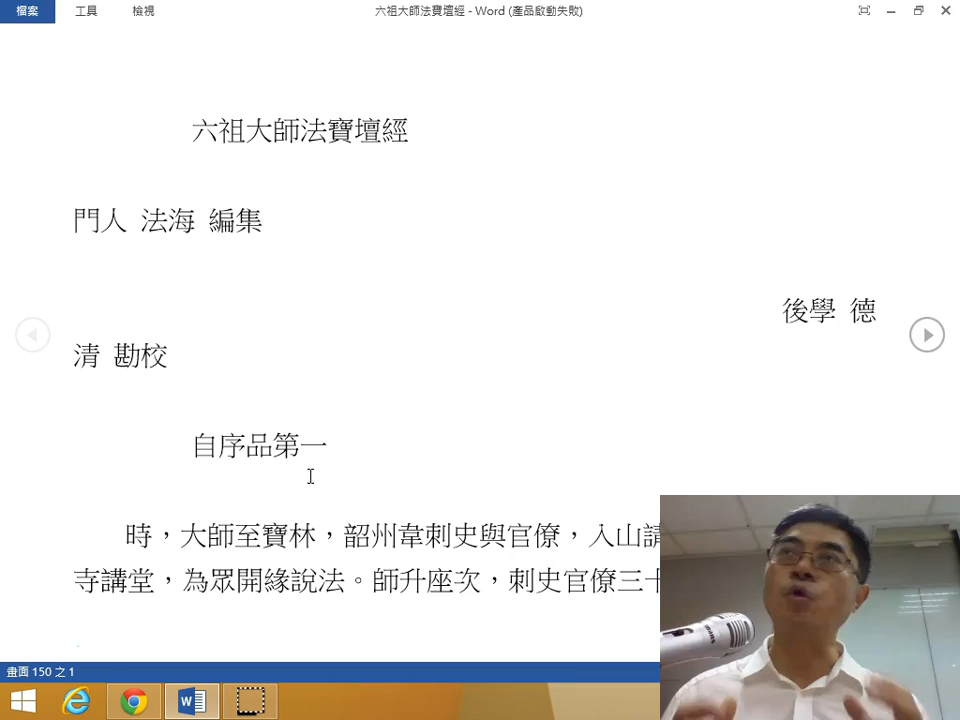 檔案 工具 檢視 六祖大師法寶壇經 - Word (產品啟動失敗)
六祖大師法寶壇經
門人 法海 編集
後學 德
清 勘校
自序品第一
時，大師至寶林，韶州韋刺史與官僚，入山請
寺講堂，為眾開緣說法。師升座次，刺史官僚三十
畫面 150 之 1